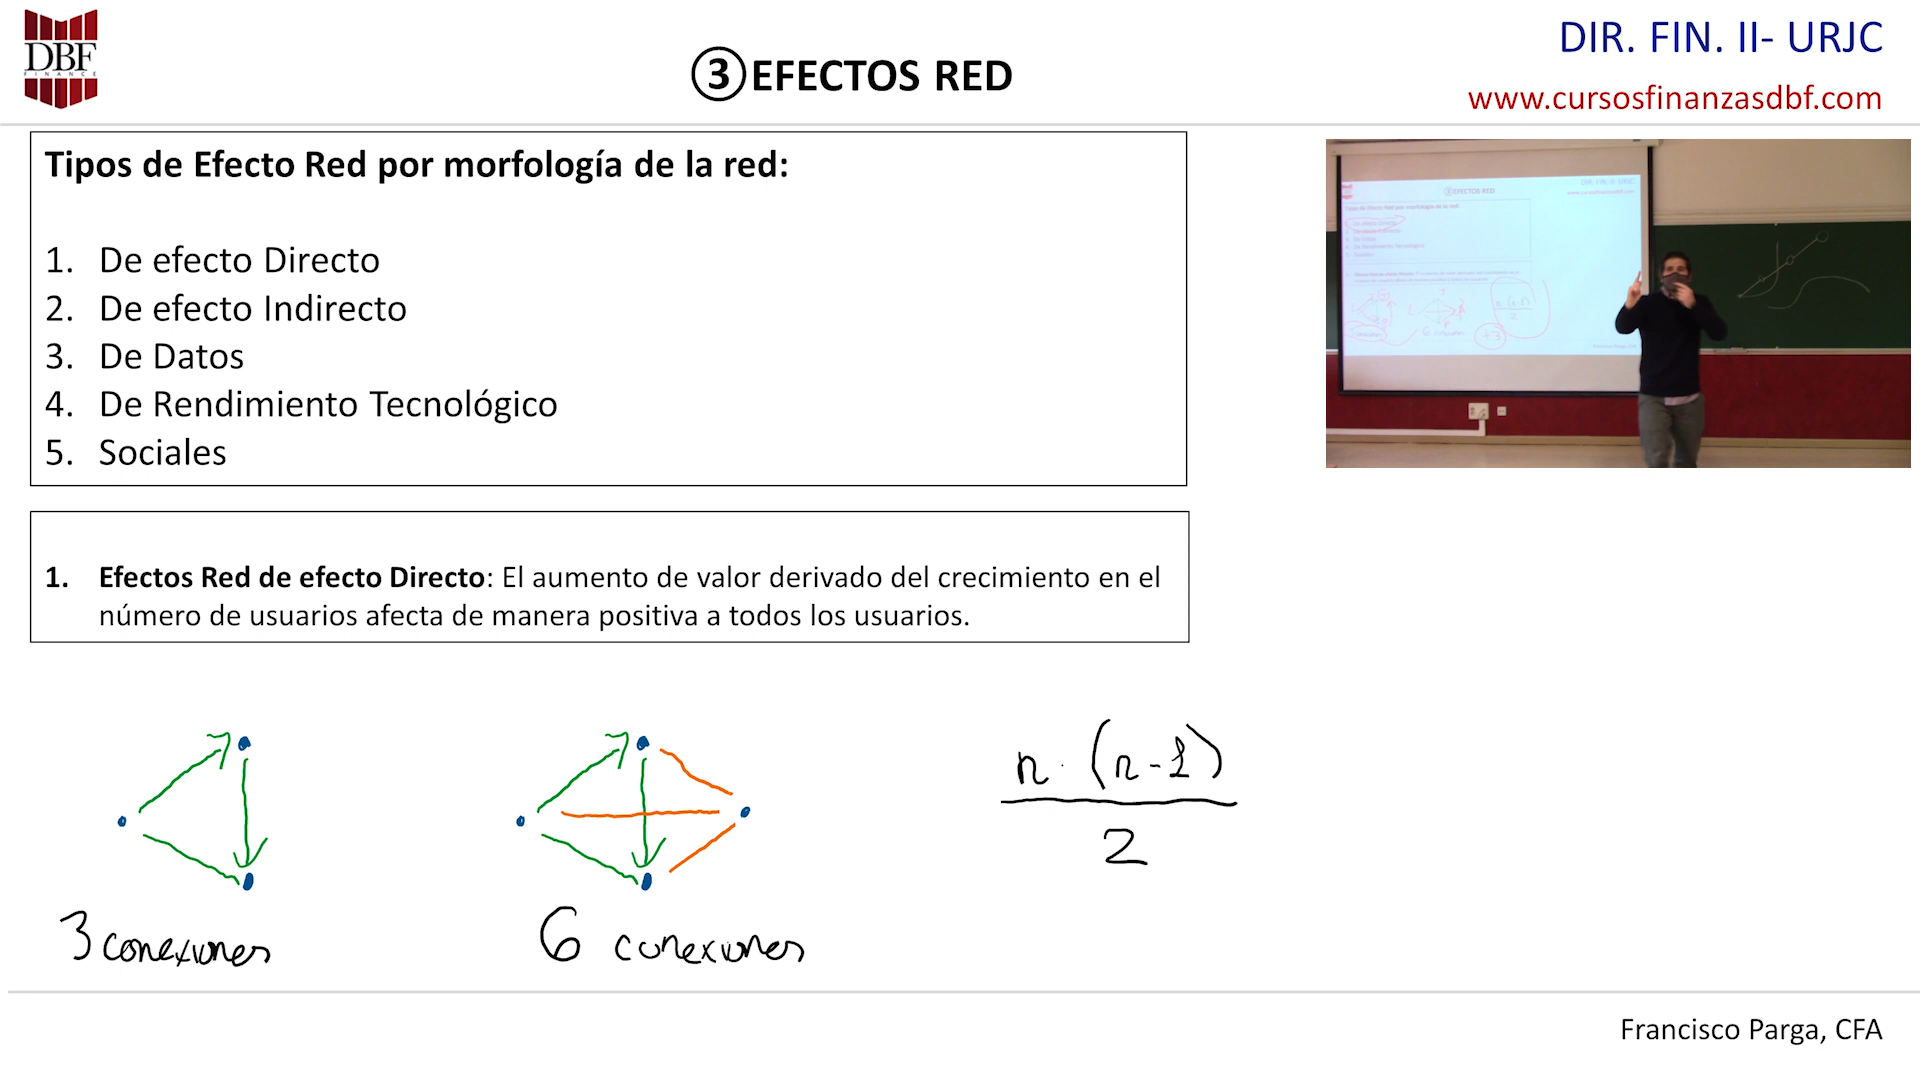 DBF
FINANCE
③EFECTOS RED
DIR. FIN. II- URJC
www.cursosfinanzasdbf.com
Tipos de Efecto Red por morfología de la red:
1. De efecto Directo
2. De efecto Indirecto
3. De Datos
4. De Rendimiento Tecnológico
5. Sociales
1. Efectos Red de efecto Directo: El aumento de valor derivado del crecimiento en el
número de usuarios afecta de manera positiva a todos los usuarios.
n · (n-1)
2
3 conexiones
6 conexiones
Francisco Parga, CFA